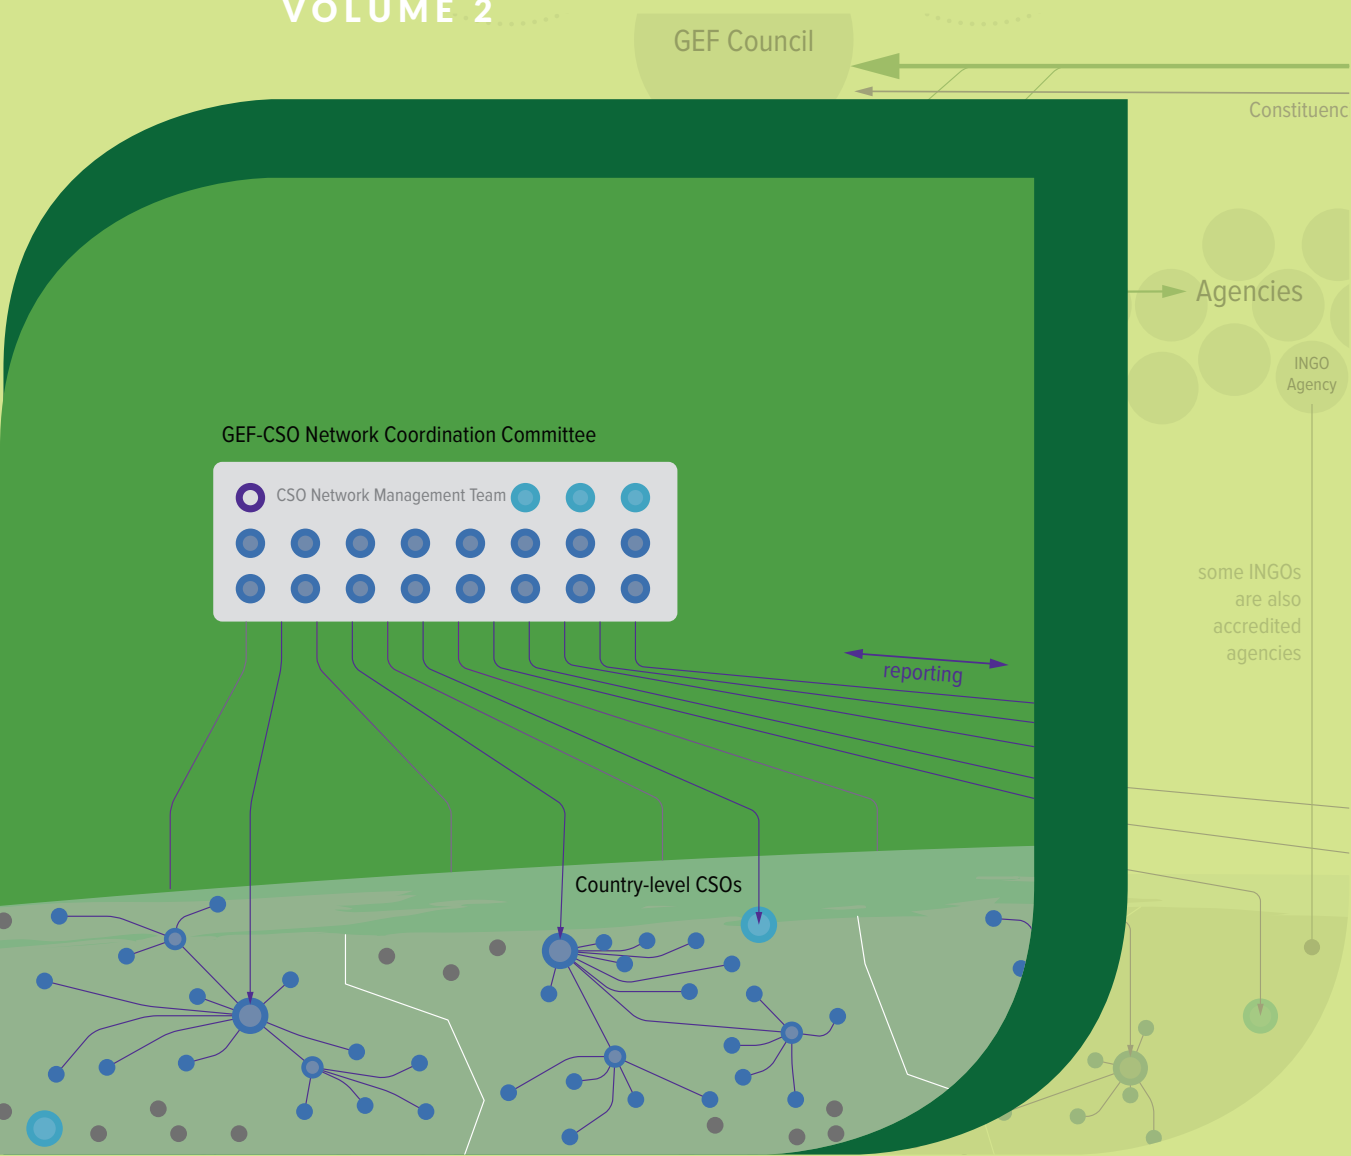 VOLUME 2
GEF Council
Constituenc
Agencies
INGO
Agency
GEF-CSO Network Coordination Committee
CSO Network Management Team
some INGOs
are also
accredited
agencies
reporting
Country-level CSOs